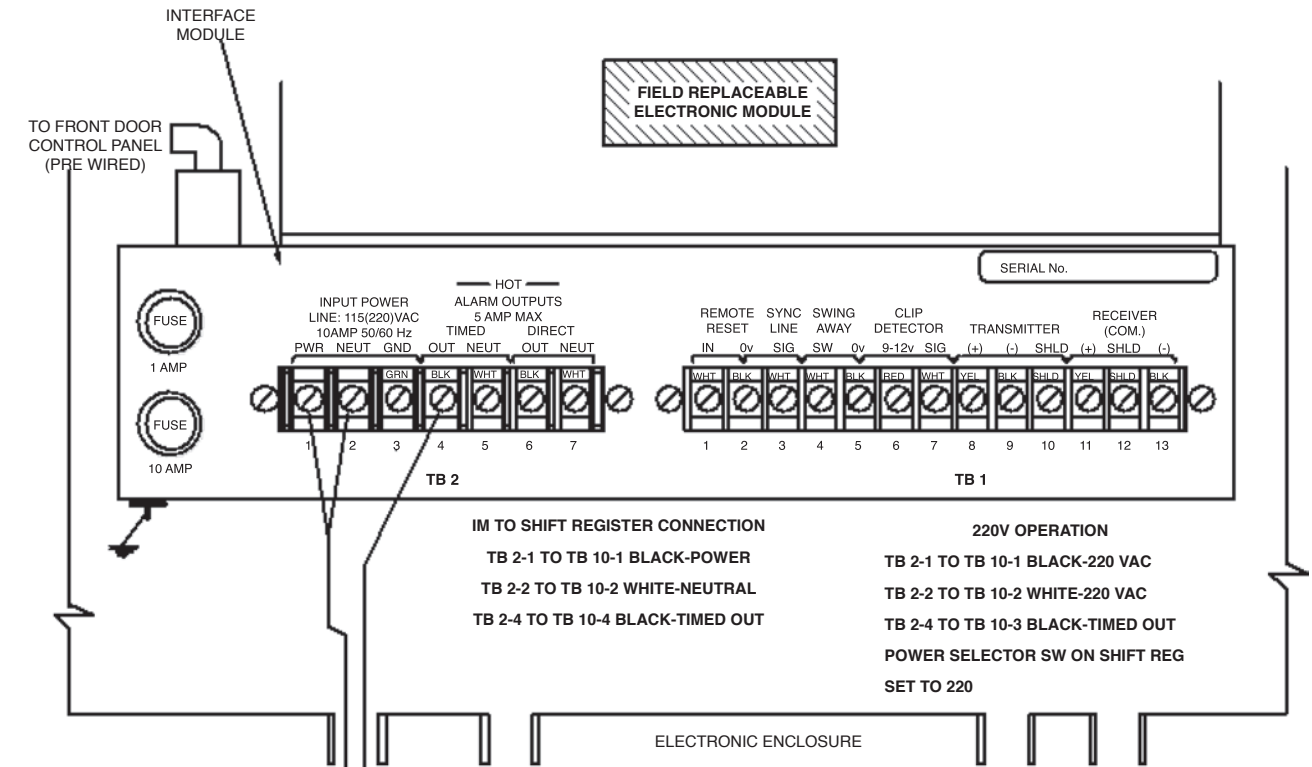 INTERFACE
MODULE
FIELD REPLACEABLE
ELECTRONIC MODULE
TO FRONT DOOR
CONTROL PANEL
(PRE WIRED)
SERIAL No.
FUSE
1 AMP
FUSE
10 AMP
INPUT POWER
LINE: 115(220)VAC
10AMP 50/60 Hz
PWR NEUT GND
HOT
ALARM OUTPUTS
5 AMP MAX
TIMED DIRECT
OUT NEUT OUT NEUT
GRN BLK WHT BLK WHT
1 2 3 4 5 6 7
TB 2
REMOTE
RESET
IN 0v
SYNC
LINE
SIG
SWING
AWAY
SW 0v
CLIP
DETECTOR
9-12v SIG
TRANSMITTER
(+) (-) SHLD
RECEIVER
(COM.)
(+) SHLD (-)
WHT BLK WHT WHT BLK RED WHT YEL BLK SHLD YEL SHLD BLK
1 2 3 4 5 6 7 8 9 10 11 12 13
TB 1
IM TO SHIFT REGISTER CONNECTION
TB 2-1 TO TB 10-1 BLACK-POWER
TB 2-2 TO TB 10-2 WHITE-NEUTRAL
TB 2-4 TO TB 10-4 BLACK-TIMED OUT
220V OPERATION
TB 2-1 TO TB 10-1 BLACK-220 VAC
TB 2-2 TO TB 10-2 WHITE-220 VAC
TB 2-4 TO TB 10-3 BLACK-TIMED OUT
POWER SELECTOR SW ON SHIFT REG
SET TO 220
ELECTRONIC ENCLOSURE